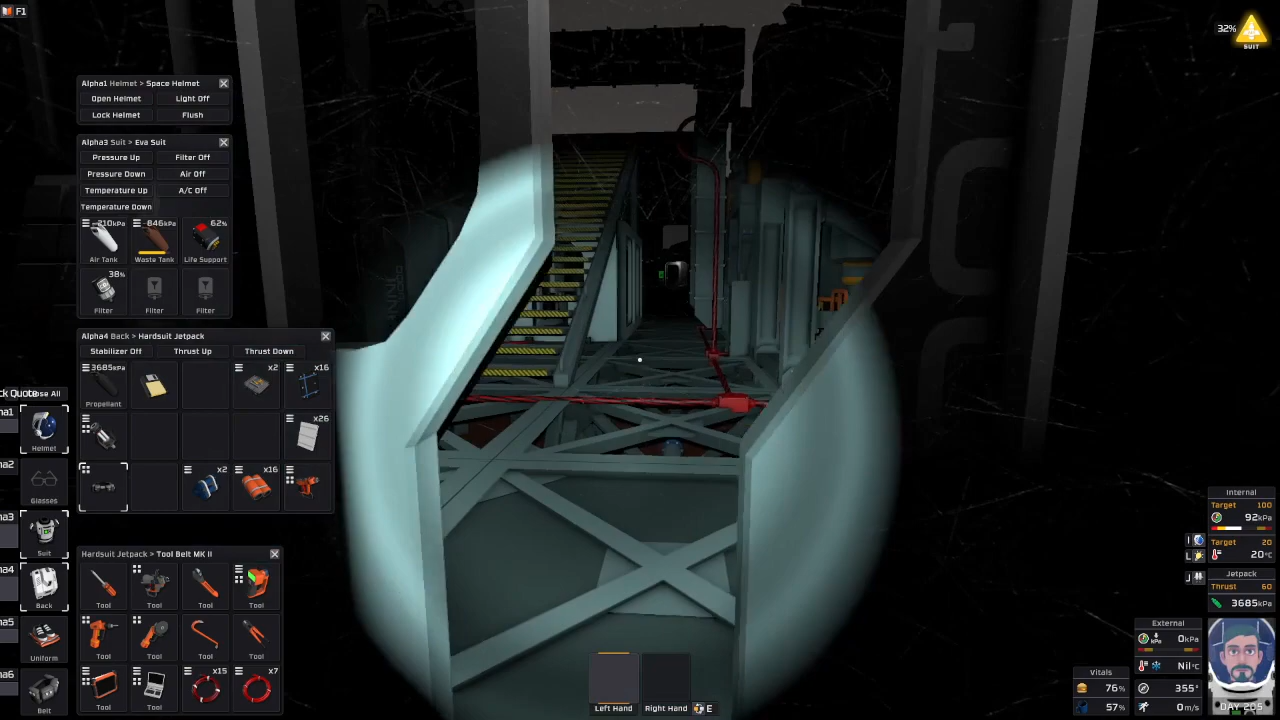 F1
32%
SUIT
Alpha1 Helmet > Space Helmet
Open Helmet Light Off
Lock Helmet Flush
Alpha3 Suit > Eva Suit
Pressure Up Filter Off
Pressure Down Air Off
Temperature Up A/C Off
Temperature Down
210kPa 846kPa 62%
Air Tank Waste Tank Life Support
38%
Filter Filter Filter
Alpha4 Back > Hardsuit Jetpack
Stabilizer Off Thrust Up Thrust Down
3685kPa x2 x16
Propellant
x26
x2 x16
Hardsuit Jetpack > Tool Belt MK II
Tool Tool Tool Tool
Tool Tool Tool Tool
x15 x7
Tool Tool
Helmet
Glasses
Suit
Back
Uniform
Belt
Left Hand Right Hand E
Internal
Target 100
92kPa
Target 20
20°C
Jetpack
Thrust 60
3685kPa
External
0kPa
Nil°C
Vitals
76% 355°
57% 0m/s
DAY 205